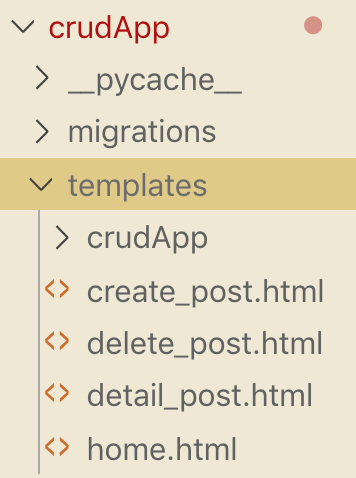 crudApp
__pycache__
migrations
templates
crudApp
create_post.html
delete_post.html
detail_post.html
home.html